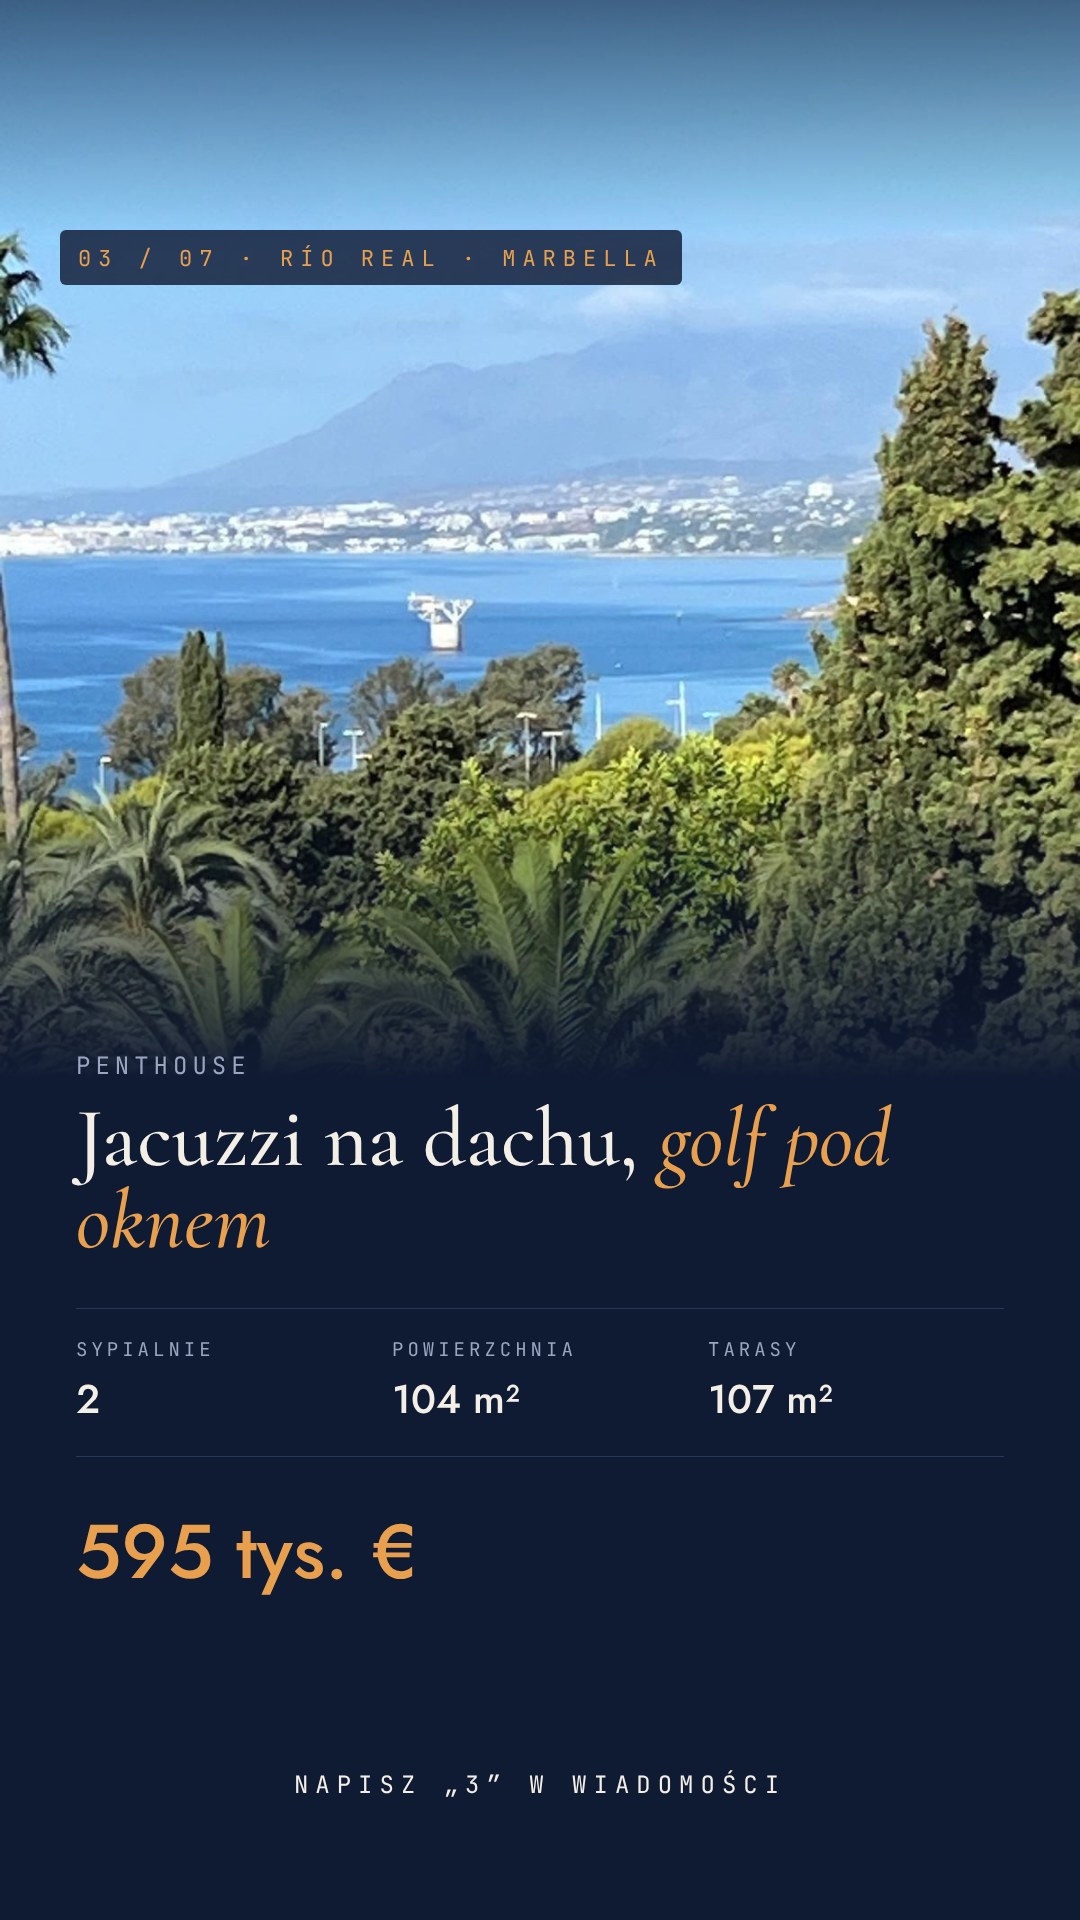 03 / 07 · RÍO REAL · MARBELLA
PENTHOUSE
Jacuzzi na dachu, golf pod
oknem
SYPIALNIE POWIERZCHNIA TARASY
2 104 m² 107 m²
595 tys. €
NAPISZ „3” W WIADOMOŚCI